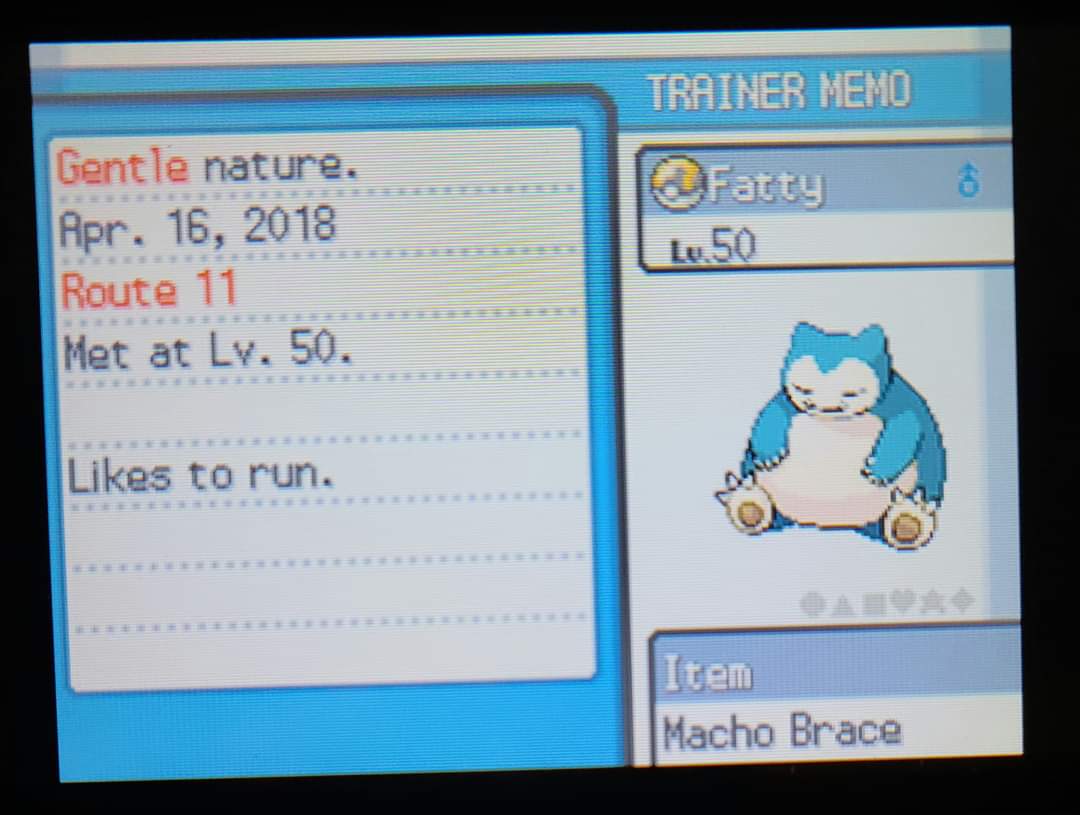 TRAINER MEMO
Gentle nature.
Apr. 16, 2018
Route 11
Met at Lv. 50.
Likes to run.
Fatty ♂
Lv.50
Item
Macho Brace